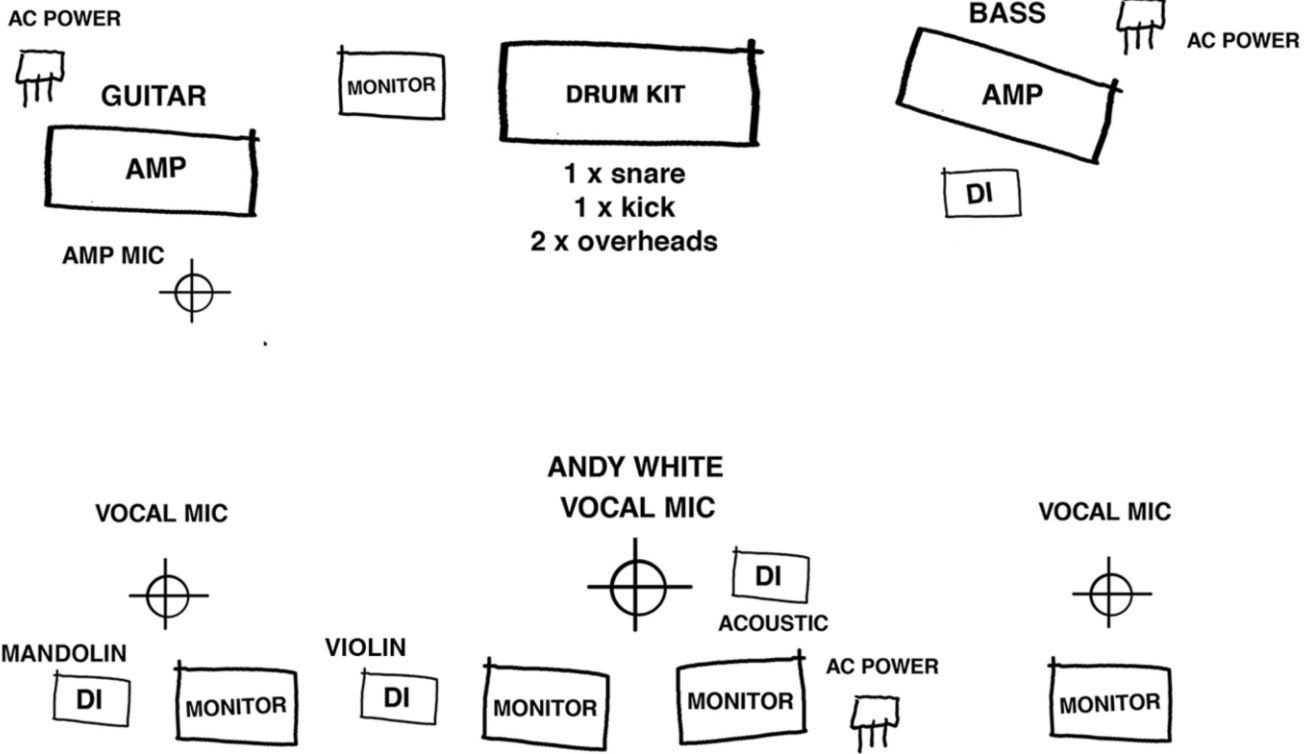 AC POWER
BASS
AC POWER
GUITAR
MONITOR
DRUM KIT
AMP
AMP
1 x snare
DI
1 x kick
2 x overheads
AMP MIC
ANDY WHITE
VOCAL MIC
VOCAL MIC
VOCAL MIC
DI
ACOUSTIC
MANDOLIN
VIOLIN
AC POWER
DI
MONITOR
DI
MONITOR
MONITOR
MONITOR